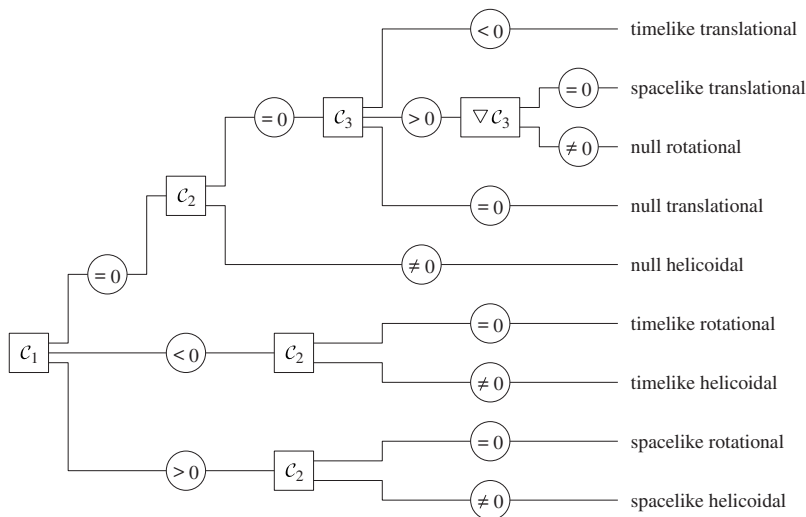 < 0 timelike translational
= 0 spacelike translational
= 0 𝒞₃ > 0 ▽𝒞₃
≠ 0 null rotational
𝒞₂
= 0 null translational
= 0 ≠ 0 null helicoidal
= 0 timelike rotational
𝒞₁ < 0 𝒞₂
≠ 0 timelike helicoidal
= 0 spacelike rotational
> 0 𝒞₂
≠ 0 spacelike helicoidal